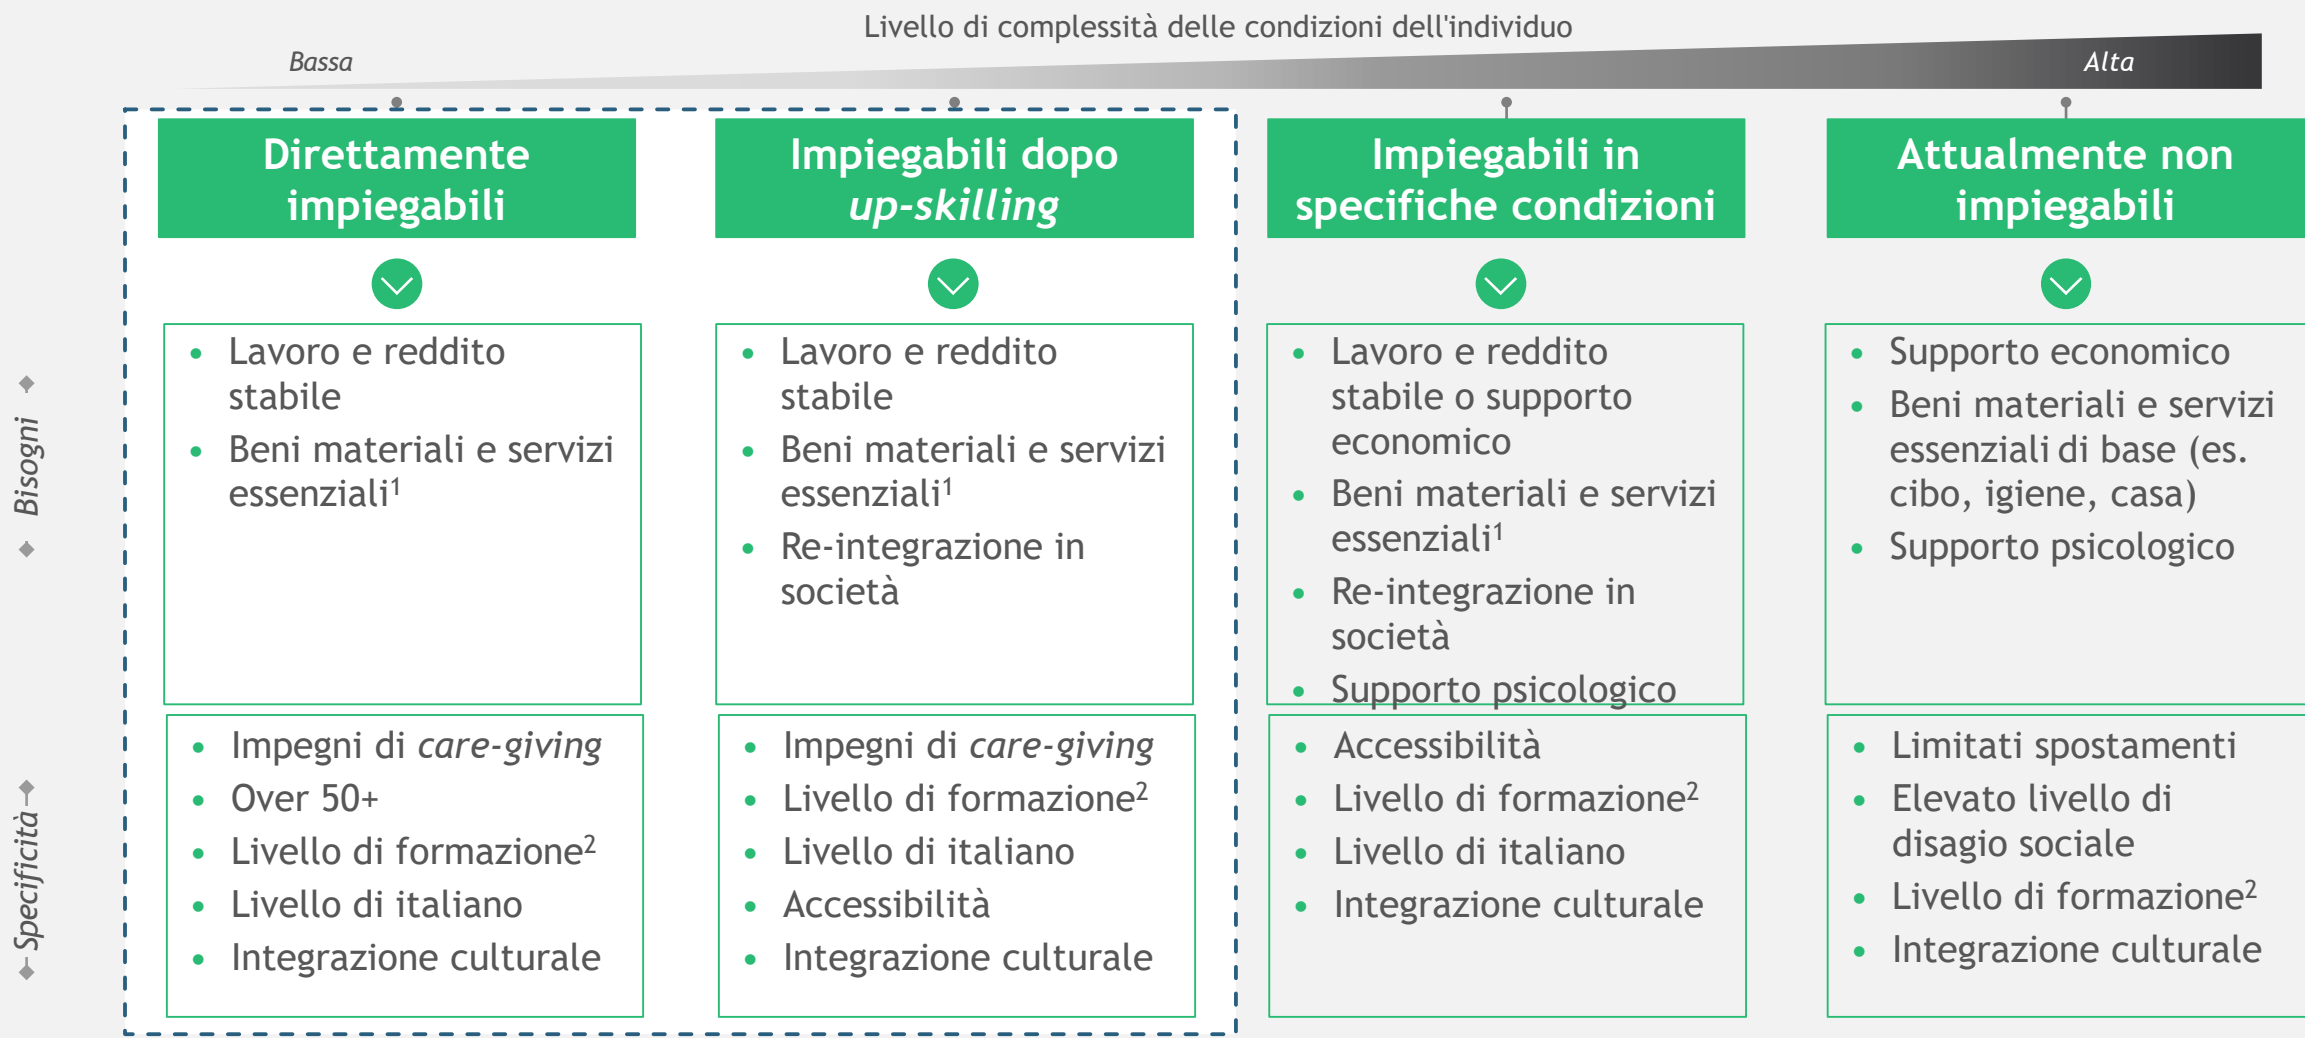 Livello di complessità delle condizioni dell'individuo
Bassa
Alta
Direttamente
impiegabili
Impiegabili dopo
up-skilling
Impiegabili in
specifiche condizioni
Attualmente non
impiegabili
Bisogni
• Lavoro e reddito
stabile
• Beni materiali e servizi
essenziali¹
• Lavoro e reddito
stabile
• Beni materiali e servizi
essenziali¹
• Re-integrazione in
società
• Lavoro e reddito
stabile o supporto
economico
• Beni materiali e servizi
essenziali¹
• Re-integrazione in
società
• Supporto psicologico
• Supporto economico
• Beni materiali e servizi
essenziali di base (es.
cibo, igiene, casa)
• Supporto psicologico
Specificità
• Impegni di care-giving
• Over 50+
• Livello di formazione²
• Livello di italiano
• Integrazione culturale
• Impegni di care-giving
• Livello di formazione²
• Livello di italiano
• Accessibilità
• Integrazione culturale
• Accessibilità
• Livello di formazione²
• Livello di italiano
• Integrazione culturale
• Limitati spostamenti
• Elevato livello di
disagio sociale
• Livello di formazione²
• Integrazione culturale